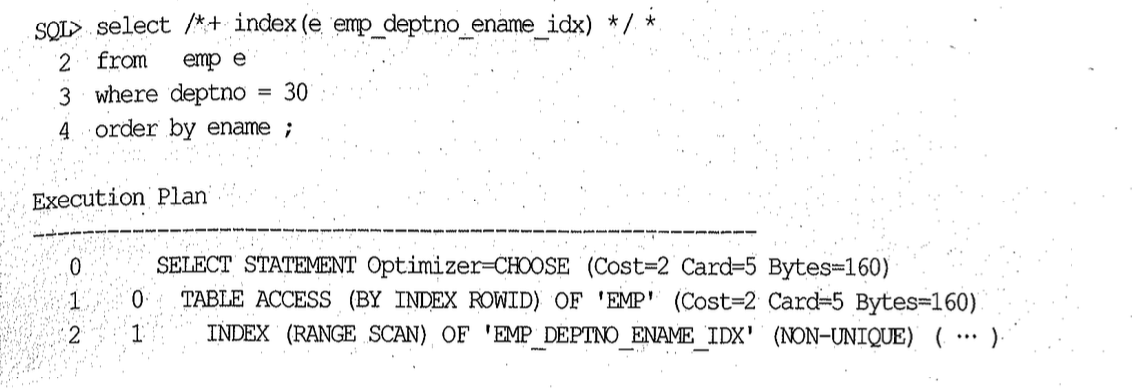 SQL> select /*+ index(e emp_deptno_ename_idx) */ *
2 from emp e
3 where deptno = 30
4 order by ename ;
Execution Plan
----------------------------------------------------------------
0 SELECT STATEMENT Optimizer=CHOOSE (Cost=2 Card=5 Bytes=160)
1 0 TABLE ACCESS (BY INDEX ROWID) OF 'EMP' (Cost=2 Card=5 Bytes=160)
2 1 INDEX (RANGE SCAN) OF 'EMP_DEPTNO_ENAME_IDX' (NON-UNIQUE) ( … )